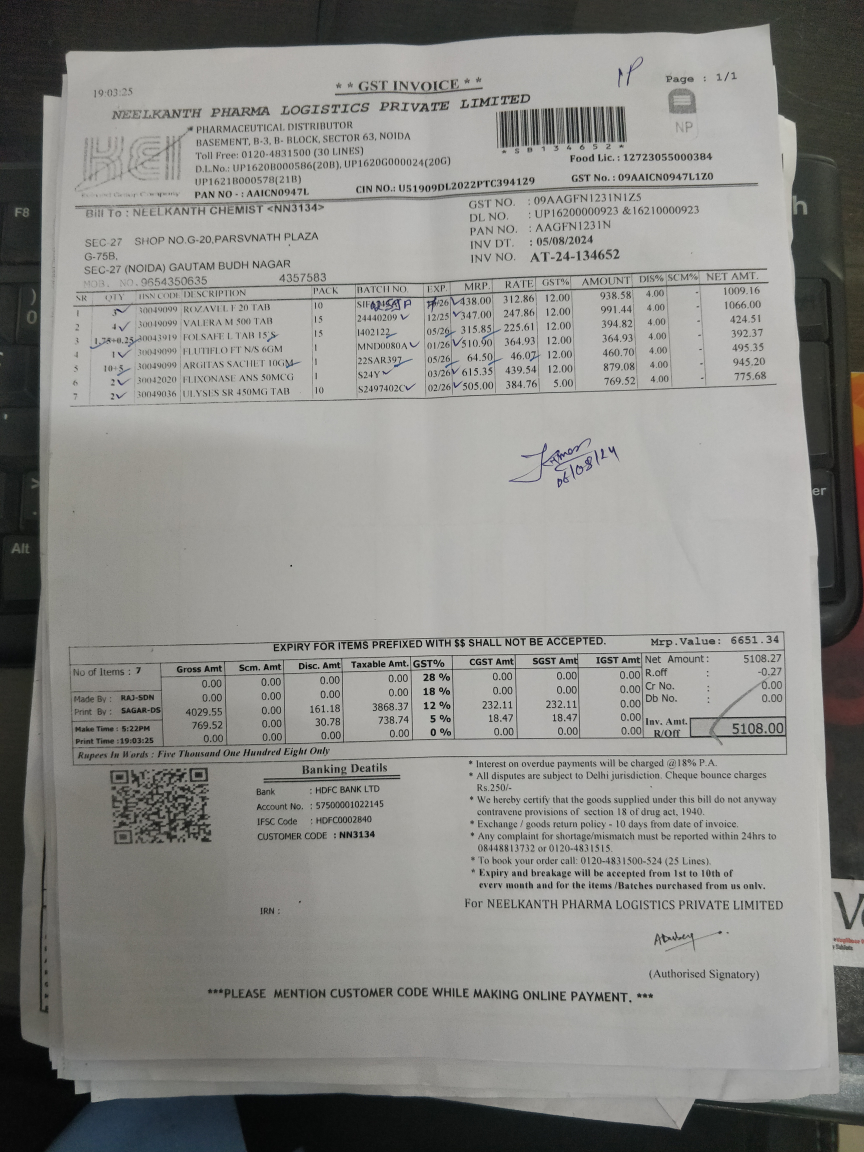 19:03:25
* * GST INVOICE * *
NP
Page : 1/1
NEELKANTH PHARMA LOGISTICS PRIVATE LIMITED
PHARMACEUTICAL DISTRIBUTOR
BASEMENT, B-3, B- BLOCK, SECTOR 63, NOIDA
Toll Free: 0120-4831500 (30 LINES)
D.L.No.: UP1620B000586(20B), UP1620G000024(20G)
UP1621B000578(21B)
PAN NO - : AAICN0947L
CIN NO.: U51909DL2022PTC394129
* S B 1 3 4 6 5 2 *
NP
Food Lic. : 12723055000384
GST No. : 09AAICN0947L1Z0
Bill To : NEELKANTH CHEMIST <NN3134>
SEC-27 SHOP NO.G-20,PARSVNATH PLAZA
G-75B,
SEC-27 (NOIDA) GAUTAM BUDH NAGAR
MOB. NO.9654350635 4357583
GST NO. : 09AAGFN1231N1Z5
DL NO. : UP16200000923 &16210000923
PAN NO. : AAGFN1231N
INV DT. : 05/08/2024
INV NO. AT-24-134652
SR QTY HSN CODE DESCRIPTION PACK BATCH NO. EXP. MRP. RATE GST% AMOUNT DIS% SCM% NET AMT.
1 30049099 ROZAVEL F 20 TAB 10 438.00 312.86 12.00 938.58 4.00 - 1009.16
2 4 30049099 VALERA M 500 TAB 15 24440209 12/25 347.00 247.86 12.00 991.44 4.00 - 1066.00
3 1.75+0.25 30043919 FOLSAFE L TAB 15'S 15 I402122 05/26 315.85 225.61 12.00 394.82 4.00 - 424.51
4 1 30049099 FLUTIFLO FT N/S 6GM 1 MND0080A 01/26 510.90 364.93 12.00 364.93 4.00 - 392.37
5 10+5 30049099 ARGITAS SACHET 10GM 1 22SAR397 05/26 64.50 46.07 12.00 460.70 4.00 - 495.35
6 2 30042020 FLIXONASE ANS 50MCG 1 S24Y 03/26 615.35 439.54 12.00 879.08 4.00 - 945.20
7 2 30049036 ULYSES SR 450MG TAB 10 S2497402C 02/26 505.00 384.76 5.00 769.52 4.00 - 775.68
06/08/24
EXPIRY FOR ITEMS PREFIXED WITH $$ SHALL NOT BE ACCEPTED. Mrp.Value: 6651.34
No of Items : 7
Made By : RAJ-SDN
Print By : SAGAR-DS
Make Time : 5:22PM
Print Time :19:03:25
Gross Amt Scm. Amt Disc. Amt Taxable Amt. GST% CGST Amt SGST Amt IGST Amt
0.00 0.00 0.00 0.00 28 % 0.00 0.00 0.00
0.00 0.00 0.00 0.00 18 % 0.00 0.00 0.00
4029.55 0.00 161.18 3868.37 12 % 232.11 232.11 0.00
769.52 0.00 30.78 738.74 5 % 18.47 18.47 0.00
0.00 0.00 0.00 0.00 0 % 0.00 0.00 0.00
Net Amount : 5108.27
R.off : -0.27
Cr No. : 0.00
Db No. : 0.00
Inv. Amt.
R/Off 5108.00
Rupees In Words : Five Thousand One Hundred Eight Only
Banking Deatils
Bank : HDFC BANK LTD
Account No. : 57500001022145
IFSC Code : HDFC0002840
CUSTOMER CODE : NN3134
IRN :
* Interest on overdue payments will be charged @18% P.A.
* All disputes are subject to Delhi jurisdiction. Cheque bounce charges
Rs.250/-
* We hereby certify that the goods supplied under this bill do not anyway
contravene provisions of section 18 of drug act, 1940.
* Exchange / goods return policy - 10 days from date of invoice.
* Any complaint for shortage/mismatch must be reported within 24hrs to
08448813732 or 0120-4831515.
* To book your order call: 0120-4831500-524 (25 Lines).
* Expiry and breakage will be accepted from 1st to 10th of
every month and for the items /Batches purchased from us only.
For NEELKANTH PHARMA LOGISTICS PRIVATE LIMITED
(Authorised Signatory)
***PLEASE MENTION CUSTOMER CODE WHILE MAKING ONLINE PAYMENT. ***
F8
Alt